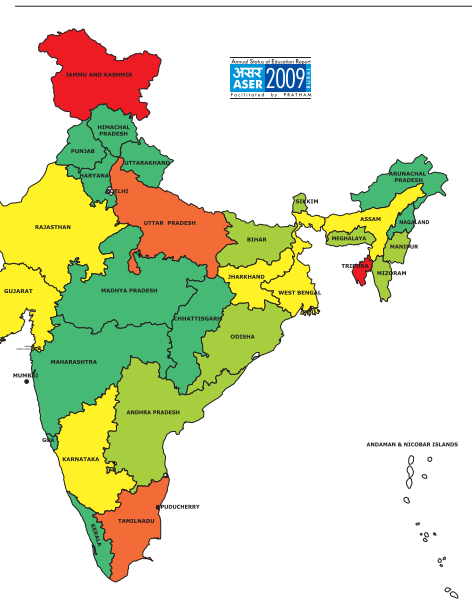 Annual Status of Education Report
असर
ASER
2009
RURAL
Facilitated by PRATHAM
JAMMU AND KASHMIR
HIMACHAL
PRADESH
PUNJAB
UTTARAKHAND
HARYANA
DELHI
ARUNACHAL
PRADESH
SIKKIM
RAJASTHAN
UTTAR PRADESH
ASSAM
NAGALAND
BIHAR
MEGHALAYA
MANIPUR
TRIPURA
MIZORAM
JHARKHAND
GUJARAT
MADHYA PRADESH
WEST BENGAL
CHHATTISGARH
ODISHA
MAHARASHTRA
MUMBAI
ANDHRA PRADESH
GOA
ANDAMAN & NICOBAR ISLANDS
KARNATAKA
PUDUCHERRY
TAMILNADU
KERALA